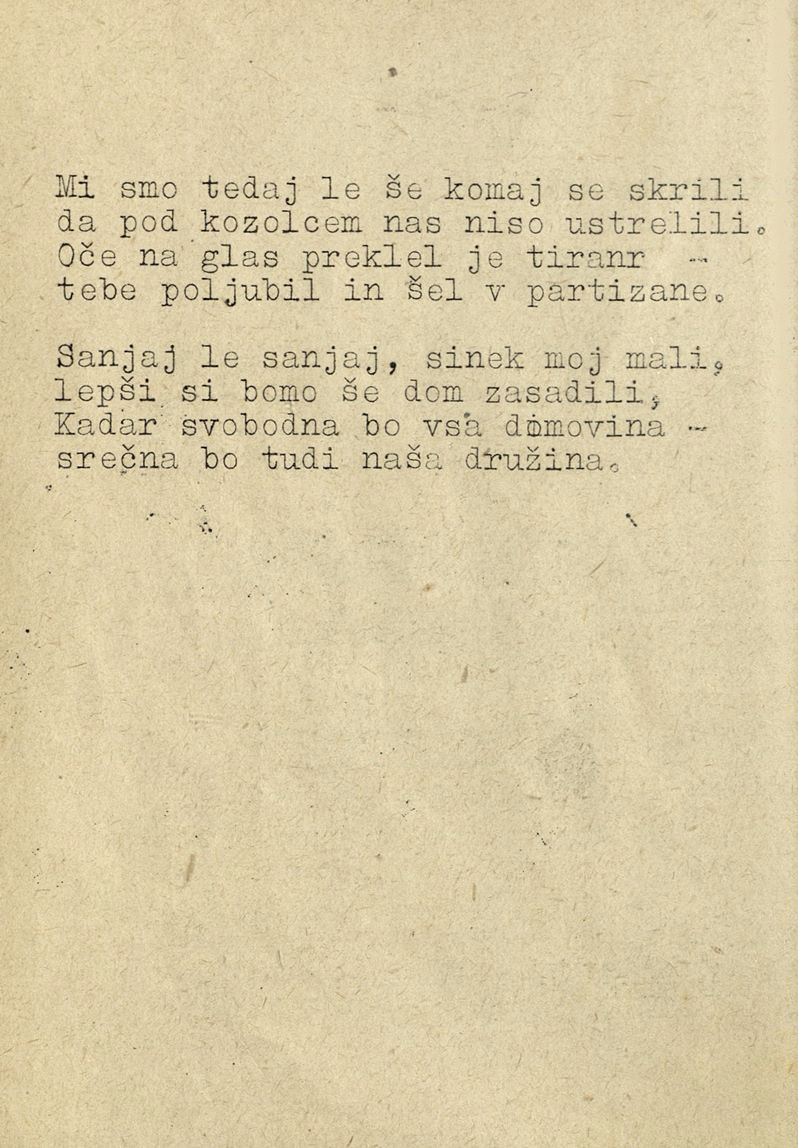 Mi smo tedaj le še komaj se skrili
da pod kozolcem nas niso ustrelili.
Oče na glas preklel je tiranr -
tebe poljubil in šel v partizane.

Sanjaj le sanjaj, sinek moj mali,
lepši si bomo še dom zasadili,
Kadar svobodna bo vsa domovina -
srečna bo tudi naša družina.